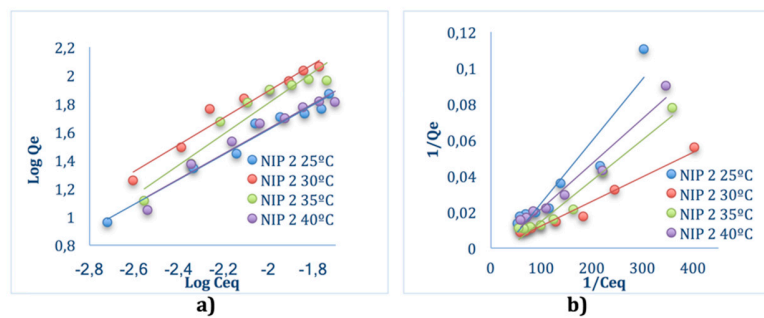 a)
b)
2,2
2
1,8
1,6
1,4
1,2
1
0,8
Log Qe
-2,8 -2,6 -2,4 -2,2 -2 -1,8
Log Ceq
NIP 2 25ºC
NIP 2 30ºC
NIP 2 35ºC
NIP 2 40ºC
a)
0,12
0,1
0,08
0,06
0,04
0,02
0
1/Qe
0 100 200 300 400
1/Ceq
NIP 2 25ºC
NIP 2 30ºC
NIP 2 35ºC
NIP 2 40ºC
b)